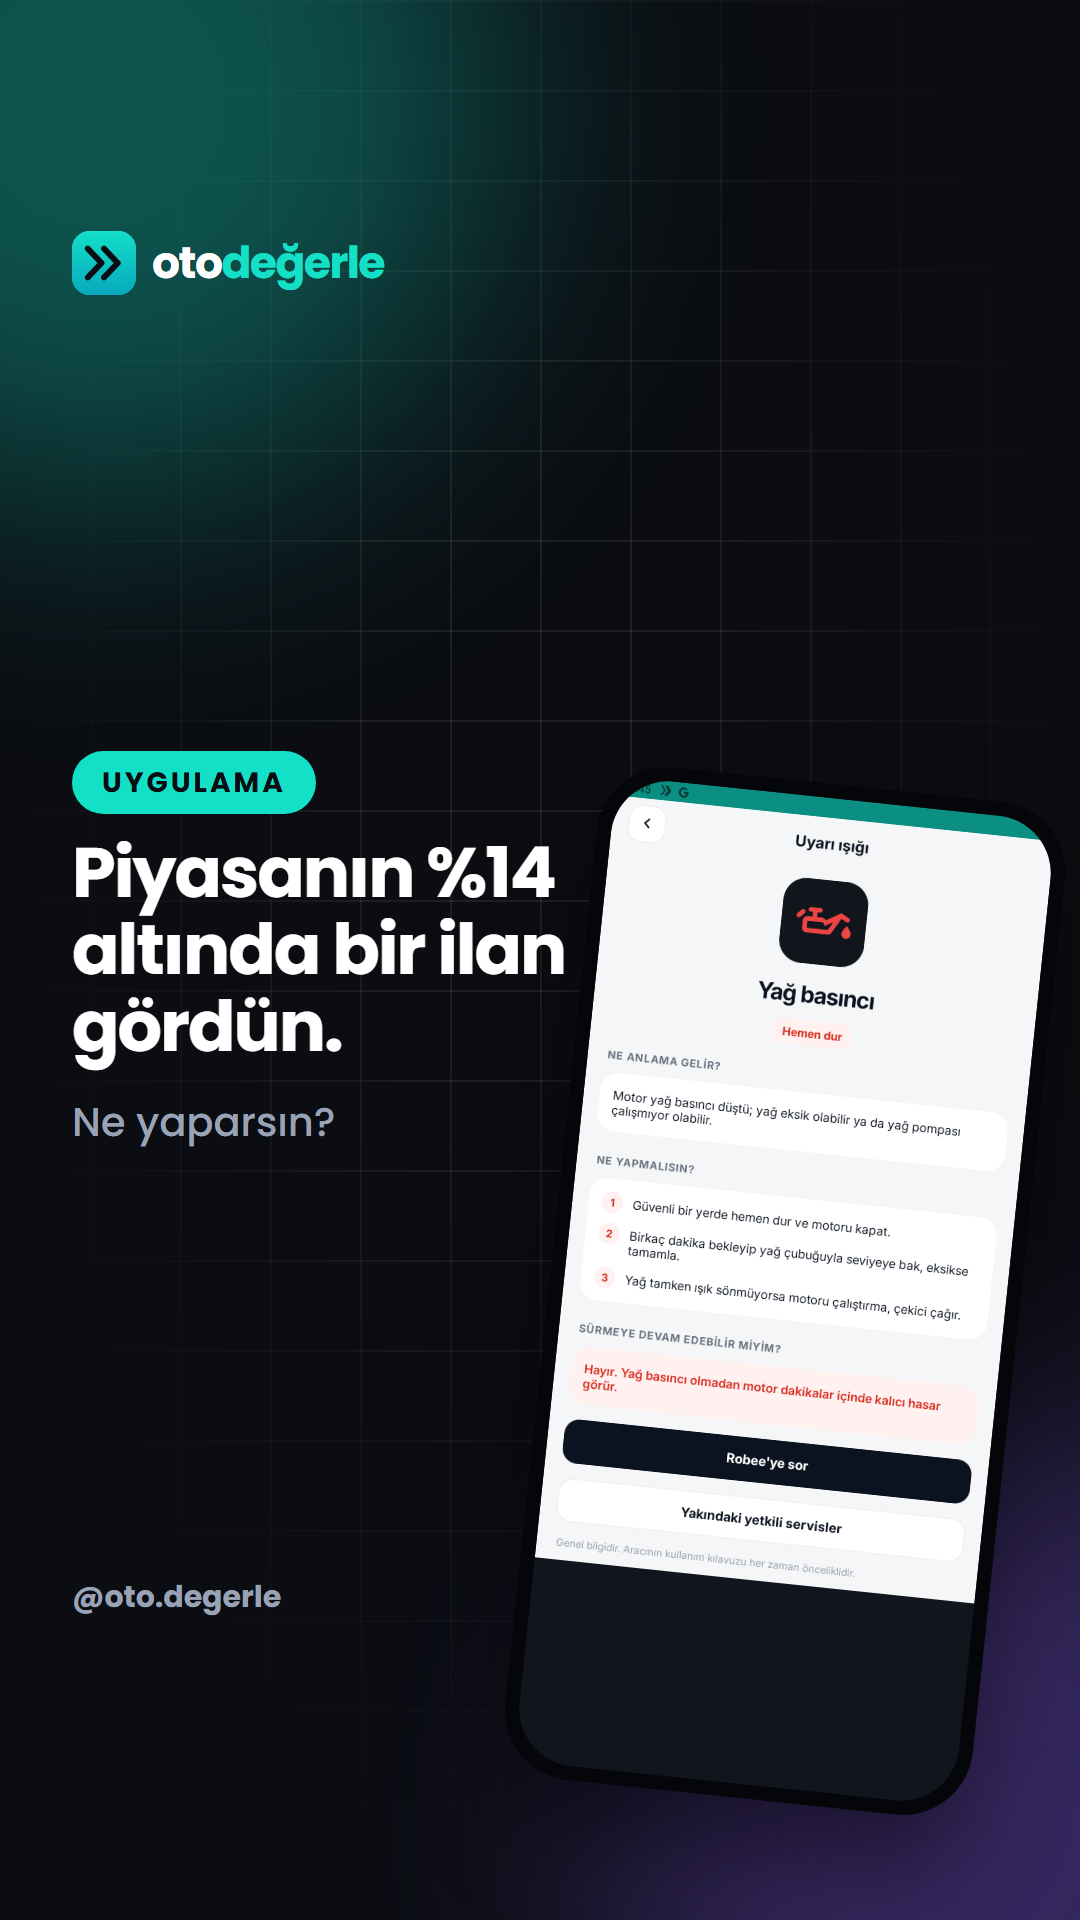 otodeğerle
UYGULAMA
Piyasanın %14
altında bir ilan
gördün.
Ne yaparsın?
@oto.degerle
Uyarı ışığı
Yağ basıncı
Hemen dur
NE ANLAMA GELİR?
Motor yağ basıncı düştü; yağ eksik olabilir ya da yağ pompası
çalışmıyor olabilir.
NE YAPMALISIN?
1 Güvenli bir yerde hemen dur ve motoru kapat.
2 Birkaç dakika bekleyip yağ çubuğuyla seviyeye bak, eksikse
tamamla.
3 Yağ tamken ışık sönmüyorsa motoru çalıştırma, çekici çağır.
SÜRMEYE DEVAM EDEBİLİR MİYİM?
Hayır. Yağ basıncı olmadan motor dakikalar içinde kalıcı hasar
görür.
Robee'ye sor
Yakındaki yetkili servisler
Genel bilgidir. Aracının kullanım kılavuzu her zaman önceliklidir.